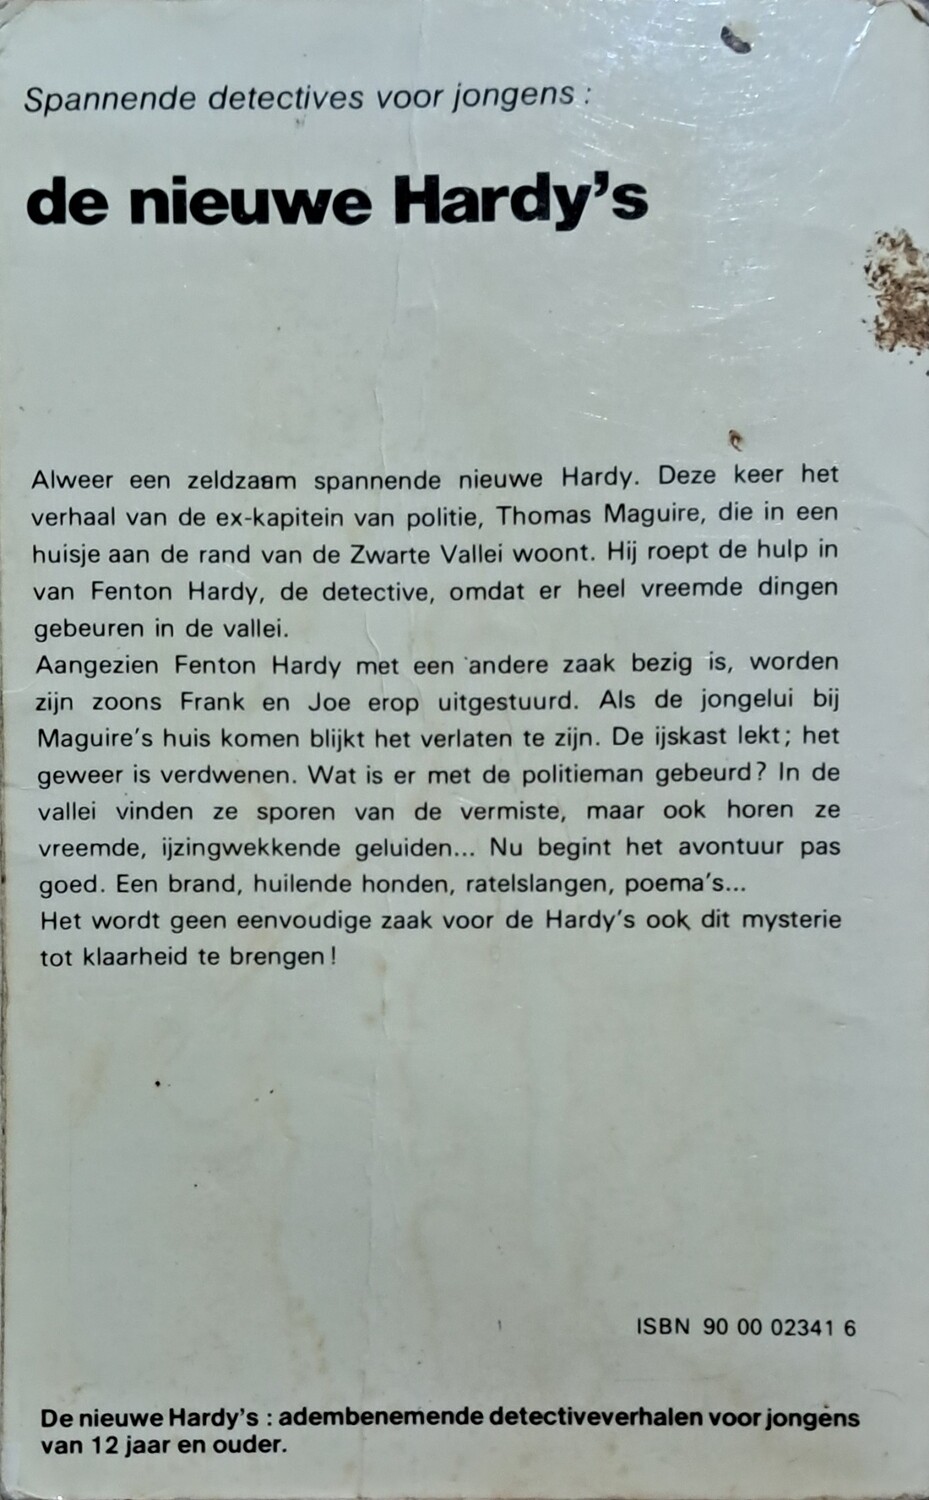 Spannende detectives voor jongens :
de nieuwe Hardy's
Alweer een zeldzaam spannende nieuwe Hardy. Deze keer het
verhaal van de ex-kapitein van politie, Thomas Maguire, die in een
huisje aan de rand van de Zwarte Vallei woont. Hij roept de hulp in
van Fenton Hardy, de detective, omdat er heel vreemde dingen
gebeuren in de vallei.
Aangezien Fenton Hardy met een andere zaak bezig is, worden
zijn zoons Frank en Joe erop uitgestuurd. Als de jongelui bij
Maguire's huis komen blijkt het verlaten te zijn. De ijskast lekt; het
geweer is verdwenen. Wat is er met de politieman gebeurd? In de
vallei vinden ze sporen van de vermiste, maar ook horen ze
vreemde, ijzingwekkende geluiden... Nu begint het avontuur pas
goed. Een brand, huilende honden, ratelslangen, poema's...
Het wordt geen eenvoudige zaak voor de Hardy's ook dit mysterie
tot klaarheid te brengen!
ISBN 90 00 02341 6
De nieuwe Hardy's : adembenemende detectiveverhalen voor jongens
van 12 jaar en ouder.